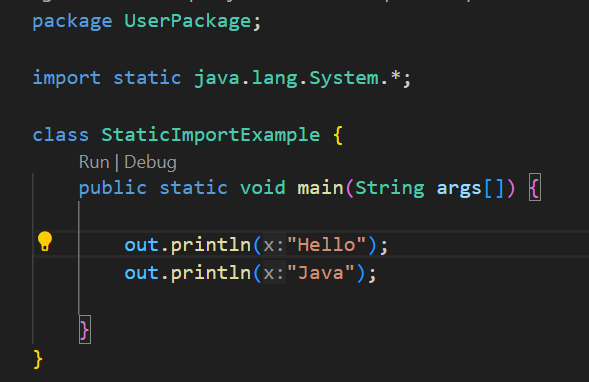 package UserPackage;
import static java.lang.System.*;
class StaticImportExample {
Run | Debug
public static void main(String args[]) {
out.println(x:"Hello");
out.println(x:"Java");
}
}